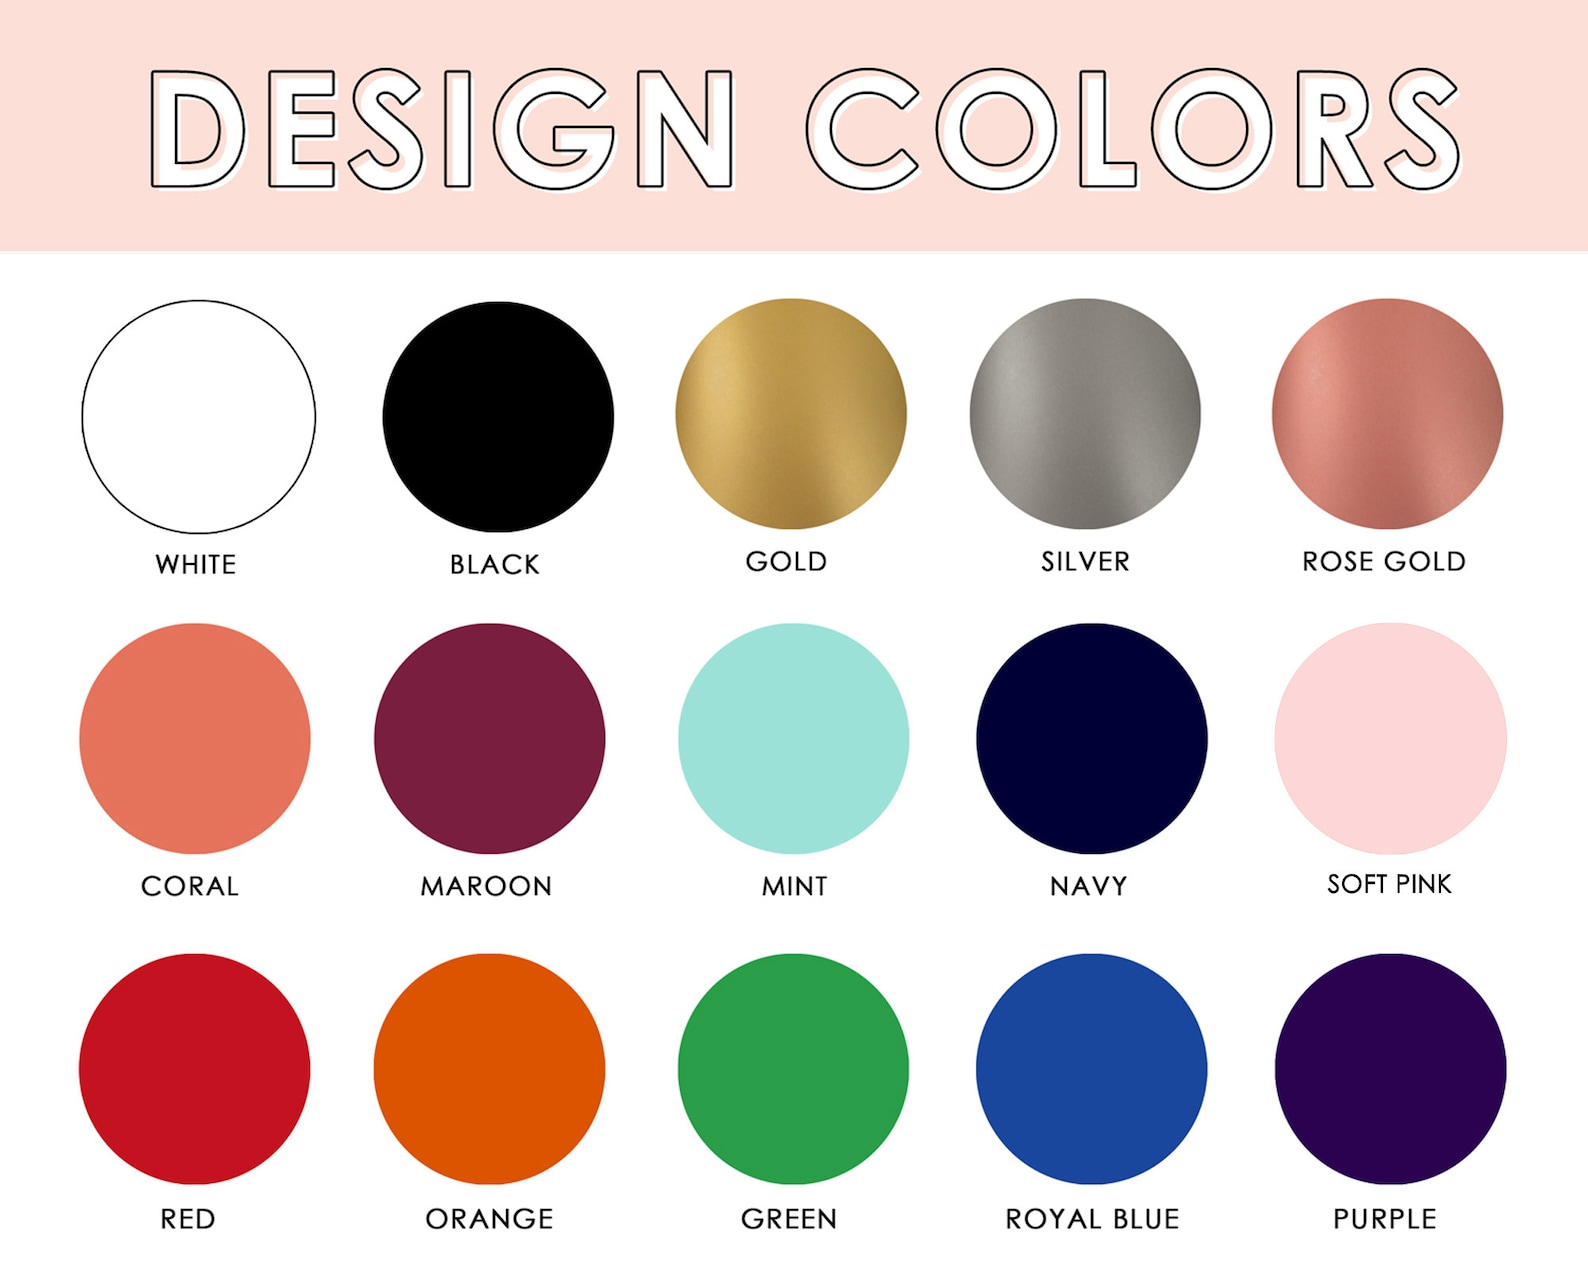 DESIGN COLORS
WHITE
BLACK
GOLD
SILVER
ROSE GOLD
CORAL
MAROON
MINT
NAVY
SOFT PINK
RED
ORANGE
GREEN
ROYAL BLUE
PURPLE